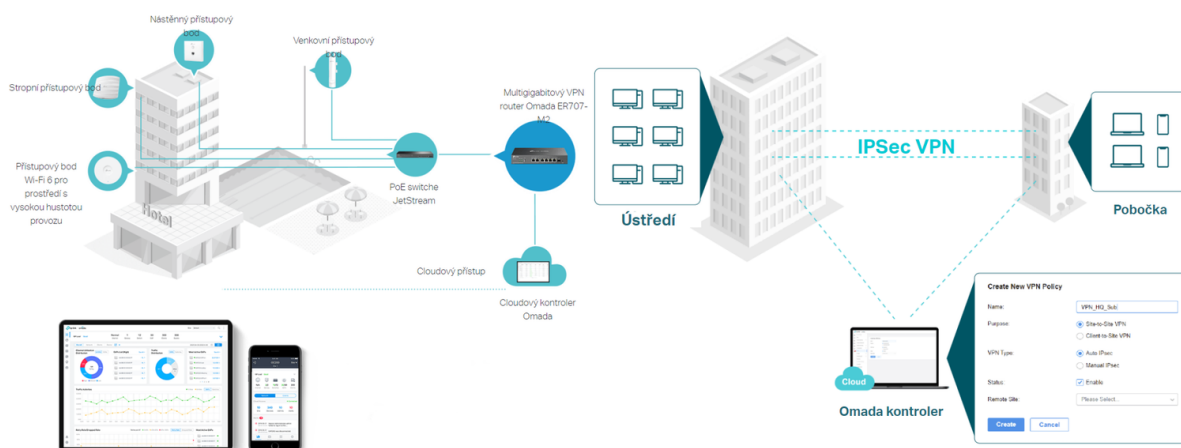 Nástěnný přístupový
bod
Venkovní přístupový
bod
Stropní přístupový bod
Multigigabitový VPN
router Omada ER707-
M2
Přístupový bod
Wi-Fi 6 pro
prostředí s
vysokou hustotou
provozu
Hotel
PoE switche
JetStream
Cloudový přístup
Cloudový kontroler
Omada
Ústředí
IPSec VPN
Pobočka
Cloud
Omada kontroler
Create New VPN Policy
Name: VPN_HQ_Sub
Purpose: Site-to-Site VPN
Client-to-Site VPN
VPN Type: Auto IPsec
Manual IPsec
Status: Enable
Remote Site: Please Select...
Create Cancel